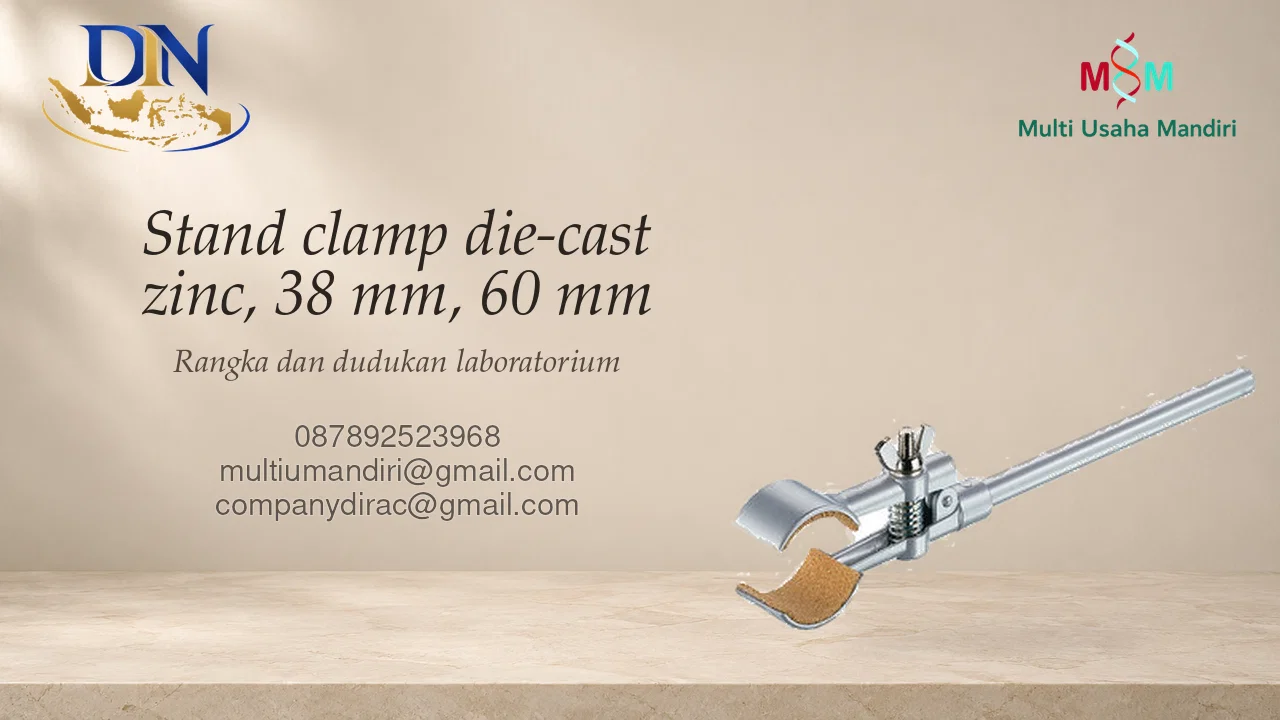 DN
M M
Multi Usaha Mandiri
Stand clamp die-cast
zinc, 38 mm, 60 mm
Rangka dan dudukan laboratorium
087892523968
multiumandiri@gmail.com
companydirac@gmail.com